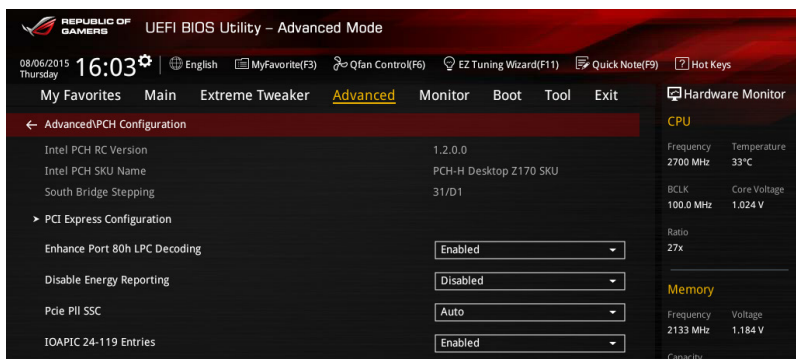 REPUBLIC OF
GAMERS
UEFI BIOS Utility – Advanced Mode
08/06/2015
Thursday
16:03
English
MyFavorite(F3)
Qfan Control(F6)
EZ Tuning Wizard(F11)
Quick Note(F9)
? Hot Keys
My Favorites Main Extreme Tweaker Advanced Monitor Boot Tool Exit
Hardware Monitor
← Advanced\PCH Configuration
CPU
Intel PCH RC Version 1.2.0.0
Frequency Temperature
2700 MHz 33°C
Intel PCH SKU Name PCH-H Desktop Z170 SKU
South Bridge Stepping 31/D1
BCLK Core Voltage
100.0 MHz 1.024 V
> PCI Express Configuration
Ratio
27x
Enhance Port 80h LPC Decoding Enabled
Disable Energy Reporting Disabled
Memory
Pcie Pll SSC Auto
Frequency Voltage
2133 MHz 1.184 V
IOAPIC 24-119 Entries Enabled
Capacity